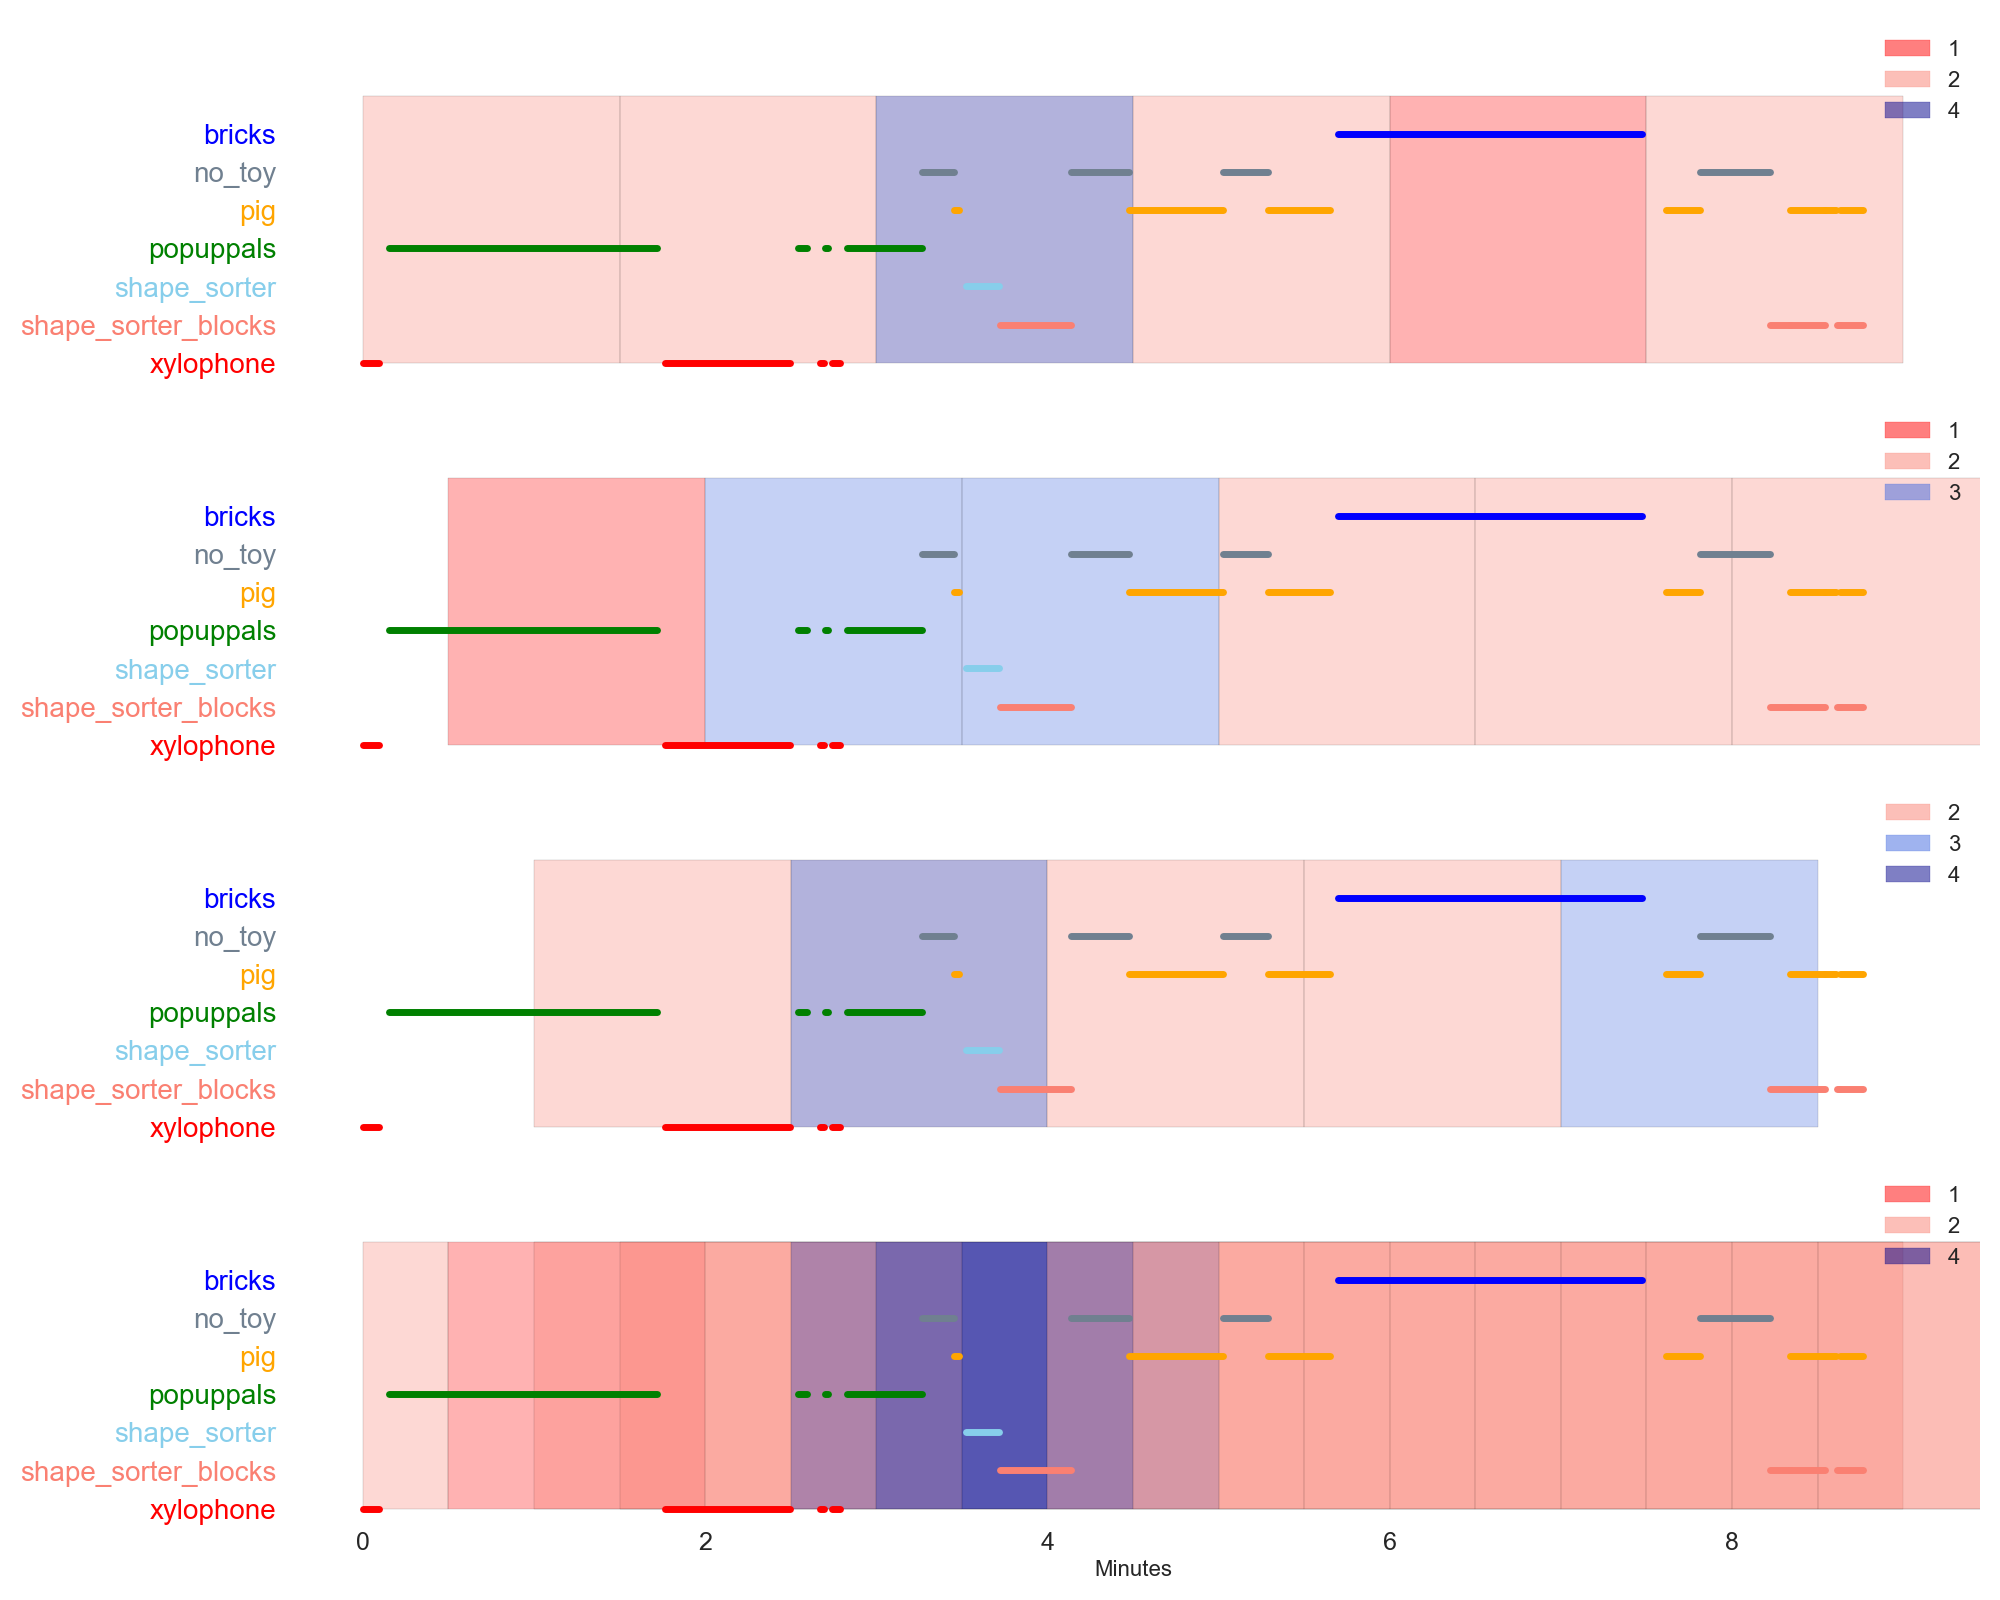 1
2
4
bricks
no_toy
pig
popuppals
shape_sorter
shape_sorter_blocks
xylophone
1
2
3
bricks
no_toy
pig
popuppals
shape_sorter
shape_sorter_blocks
xylophone
2
3
4
bricks
no_toy
pig
popuppals
shape_sorter
shape_sorter_blocks
xylophone
1
2
4
bricks
no_toy
pig
popuppals
shape_sorter
shape_sorter_blocks
xylophone
0 2 4 6 8
Minutes